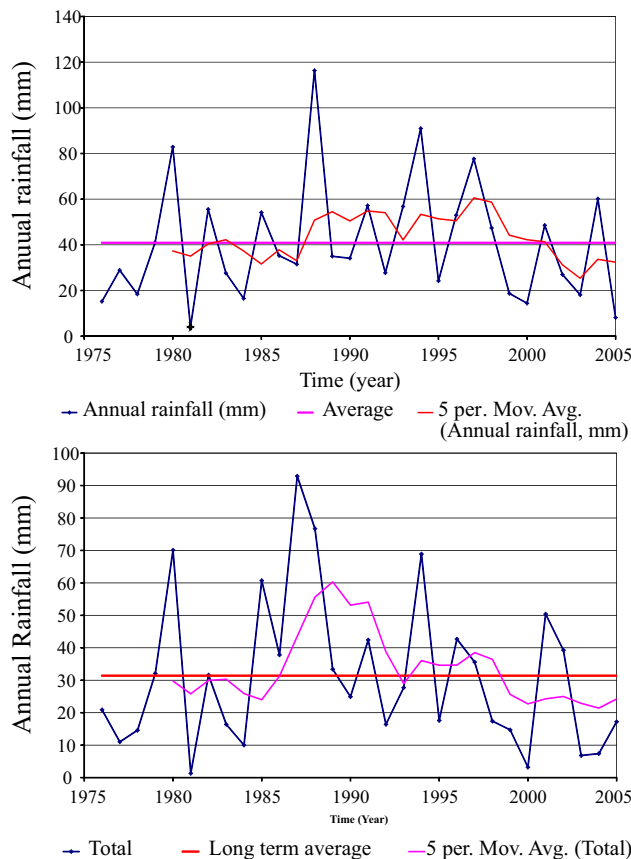 140
120
100
80
60
40
20
0
Anuual rainfall (mm)
1975 1980 1985 1990 1995 2000 2005
Time (year)
Annual rainfall (mm) Average 5 per. Mov. Avg.
(Annual rainfall, mm)
100
90
80
70
60
50
40
30
20
10
0
Annual Rainfall (mm)
1975 1980 1985 1990 1995 2000 2005
Time (Year)
Total Long term average 5 per. Mov. Avg. (Total)